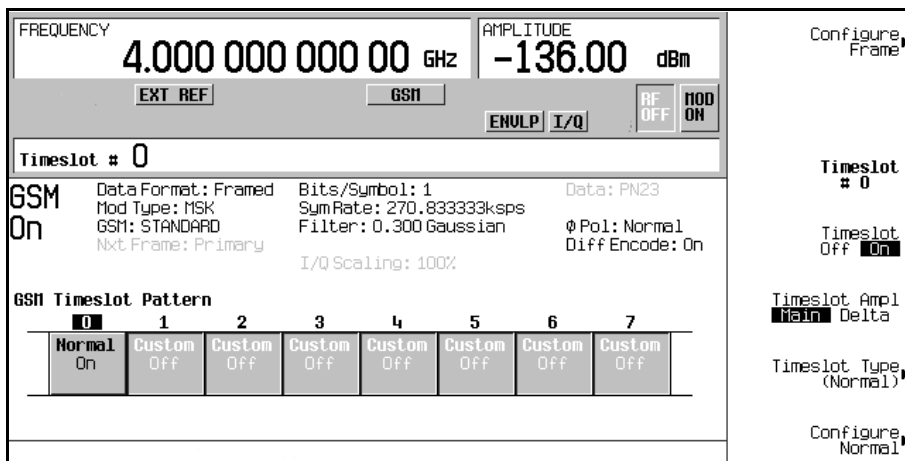 FREQUENCY
4.000 000 000 00 GHz
AMPLITUDE
-136.00 dBm
EXT REF
GSM
ENVLP
I/Q
RF
OFF
MOD
ON
Timeslot # 0
GSM
On
Data Format: Framed
Mod Type: MSK
GSM: STANDARD
Nxt Frame: Primary
Bits/Symbol: 1
Sym Rate: 270.833333ksps
Filter: 0.300 Gaussian
I/Q Scaling: 100%
Data: PN23
Φ Pol: Normal
Diff Encode: On
GSM Timeslot Pattern
0 1 2 3 4 5 6 7
Normal Custom Custom Custom Custom Custom Custom Custom
On Off Off Off Off Off Off Off
Configure
Frame
Timeslot
# 0
Timeslot
Off On
Timeslot Ampl
Main Delta
Timeslot Type
(Normal)
Configure
Normal